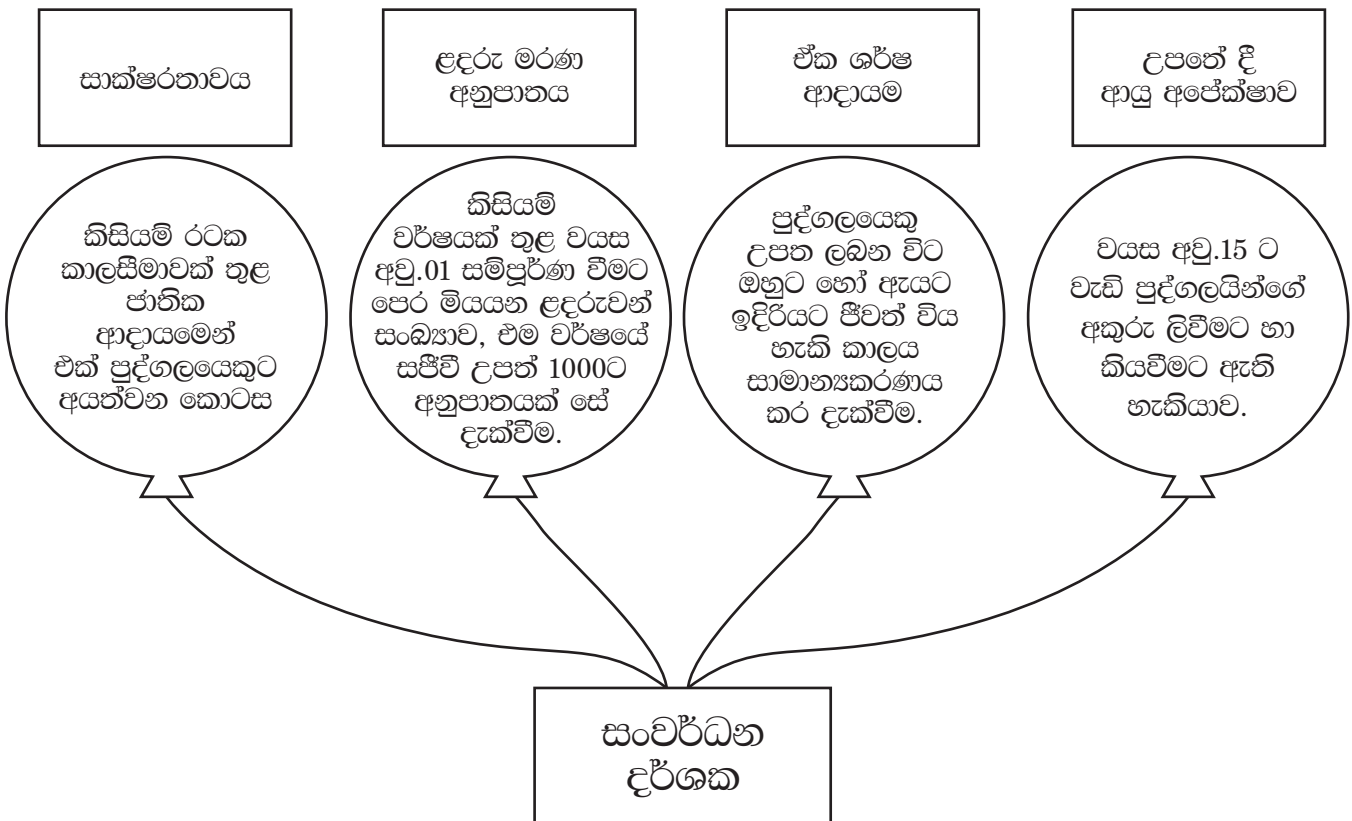 සාක්ෂරතාවය
ළදරු මරණ
අනුපාතය
ඒක ශර්ෂ
ආදායම
උපතේ දී
ආයු අපේක්ෂාව
කිසියම් රටක
කාලසීමාවක් තුළ
ජාතික
ආදායමෙන්
එක් පුද්ගලයෙකුට
අයත්වන කොටස
කිසියම්
වර්ෂයක් තුළ වයස
අවු.01 සම්පූර්ණ වීමට
පෙර මියයන ළදරුවන්
සංඛ්‍යාව, එම වර්ෂයේ
සජීවී උපත් 1000ට
අනුපාතයක් සේ
දැක්වීම.
පුද්ගලයෙකු
උපත ලබන විට
ඔහුට හෝ ඇයට
ඉදිරියට ජීවත් විය
හැකි කාලය
සාමාන්‍යකරණය
කර දැක්වීම.
වයස අවු.15 ට
වැඩි පුද්ගලයින්ගේ
අකුරු ලිවීමට හා
කියවීමට ඇති
හැකියාව.
සංවර්ධන
දර්ශක